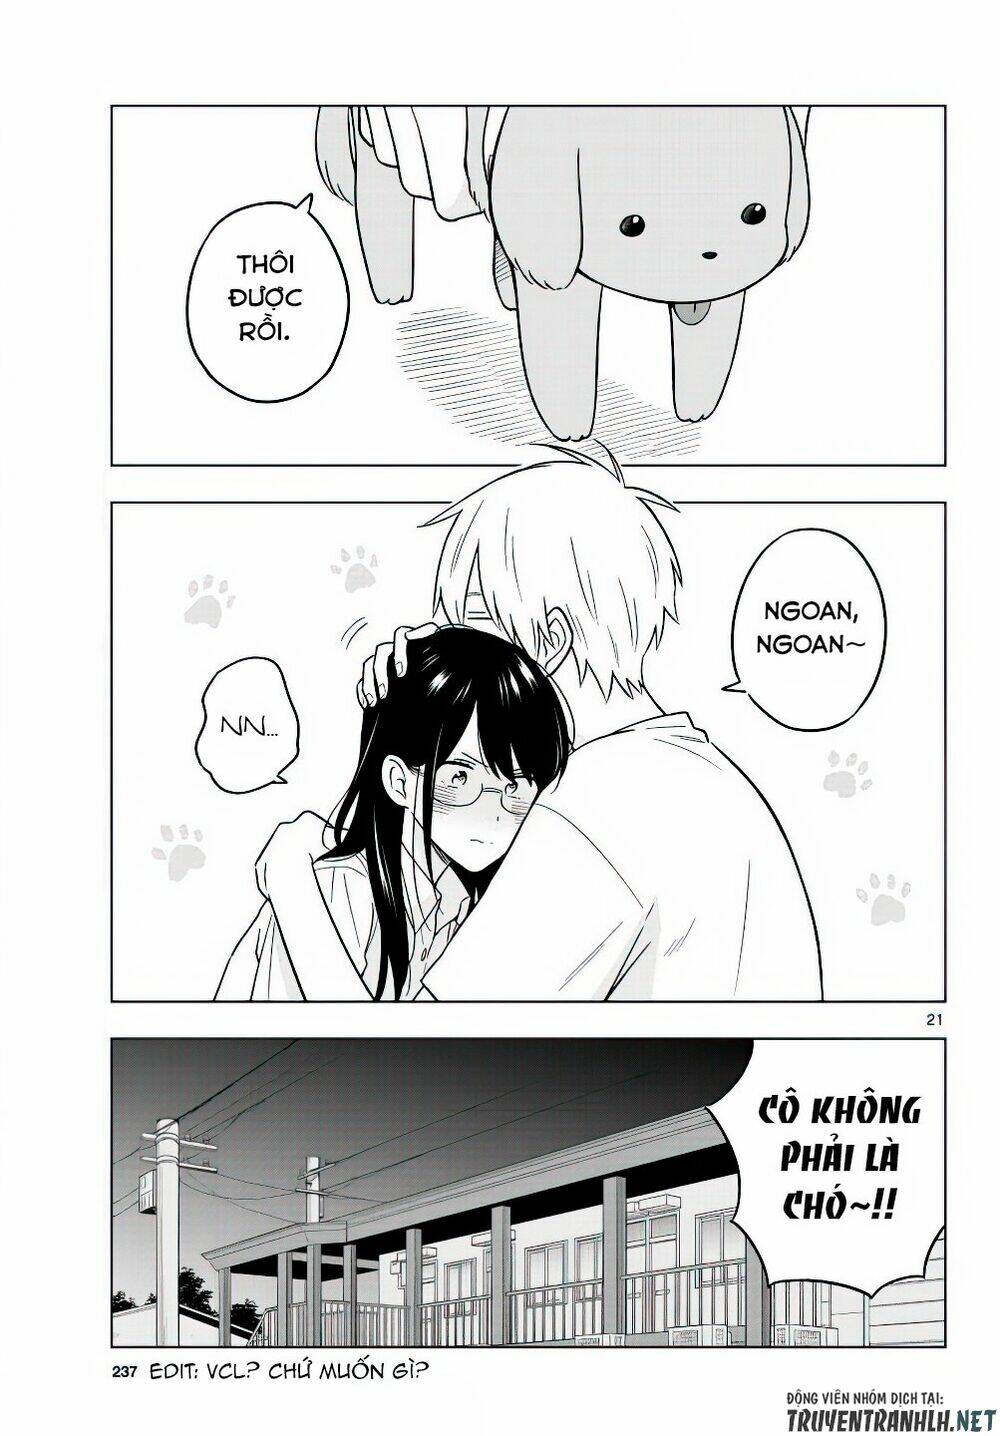 THÔI
ĐƯỢC
RỒI.
NGOAN,
NGOAN~
NN...
21
CÔ KHÔNG
PHẢI LÀ
CHÓ~!!
237 EDIT: VCL? CHỨ MUỐN GÌ?
ĐỘNG VIÊN NHÓM DỊCH TẠI:
TRUYENTRANHLH.NET